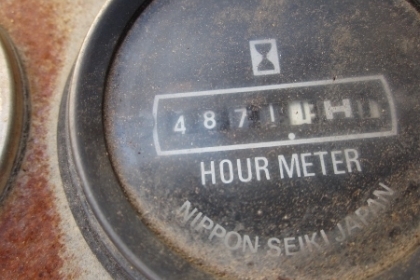 4871
HOUR METER
NIPPON SEIKI JAPAN